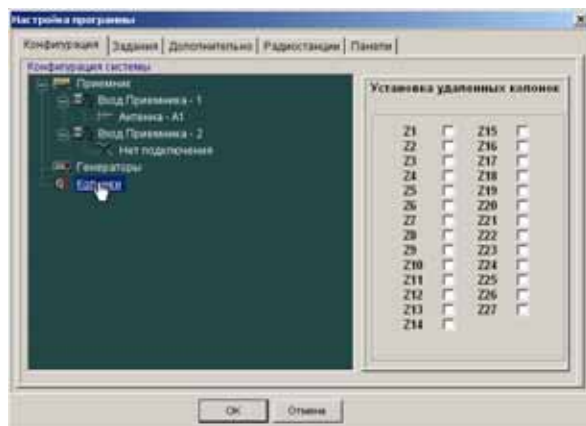 Настройка программы
Конфигурация Задания Дополнительно Радиостанции Панели
Конфигурация системы
Приемник
Вход Приемника - 1
Антенна - А1
Вход Приемника - 2
Нет подключения
Генераторы
Колонки
Установка удаленных колонок
Z1 Z15
Z2 Z16
Z3 Z17
Z4 Z18
Z5 Z19
Z6 Z20
Z7 Z21
Z8 Z22
Z9 Z23
Z10 Z24
Z11 Z25
Z12 Z26
Z13 Z27
Z14
OK Отмена